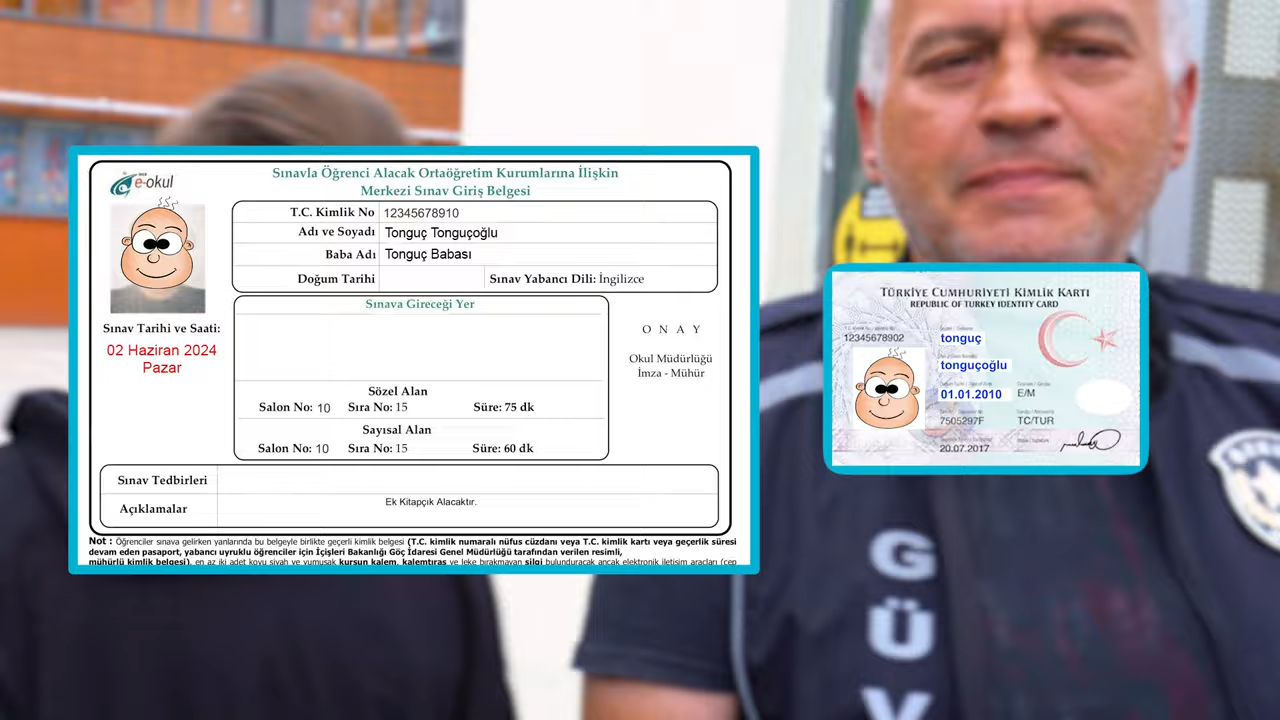 e-okul
Sınavla Öğrenci Alacak Ortaöğretim Kurumlarına İlişkin
Merkezi Sınav Giriş Belgesi
T.C. Kimlik No 12345678910
Adı ve Soyadı Tonguç Tonguçoğlu
Baba Adı Tonguç Babası
Doğum Tarihi Sınav Yabancı Dili: İngilizce
Sınav Tarihi ve Saati:
02 Haziran 2024
Pazar
Sınava Gireceği Yer
Sözel Alan
Salon No: 10 Sıra No: 15 Süre: 75 dk
Sayısal Alan
Salon No: 10 Sıra No: 15 Süre: 60 dk
O N A Y
Okul Müdürlüğü
İmza - Mühür
Sınav Tedbirleri
Açıklamalar Ek Kitapçık Alacaktır.
Not : Öğrenciler sınava gelirken yanlarında bu belgeyle birlikte geçerli kimlik belgesi (T.C. kimlik numaralı nüfus cüzdanı veya T.C. kimlik kartı veya geçerlik süresi
devam eden pasaport, yabancı uyruklu öğrenciler için İçişleri Bakanlığı Göç İdaresi Genel Müdürlüğü tarafından verilen resimli,
mühürlü kimlik belgesi), en az iki adet koyu siyah ve yumuşak kurşun kalem, kalemtıraş ve leke bırakmayan silgi bulunduracak ancak elektronik iletişim araçları (cep
TÜRKİYE CUMHURİYETİ KİMLİK KARTI
REPUBLIC OF TURKEY IDENTITY CARD
12345678902
tonguç
tonguçoğlu
01.01.2010 E/M
7505297F TC/TUR
20.07.2017
GÜV